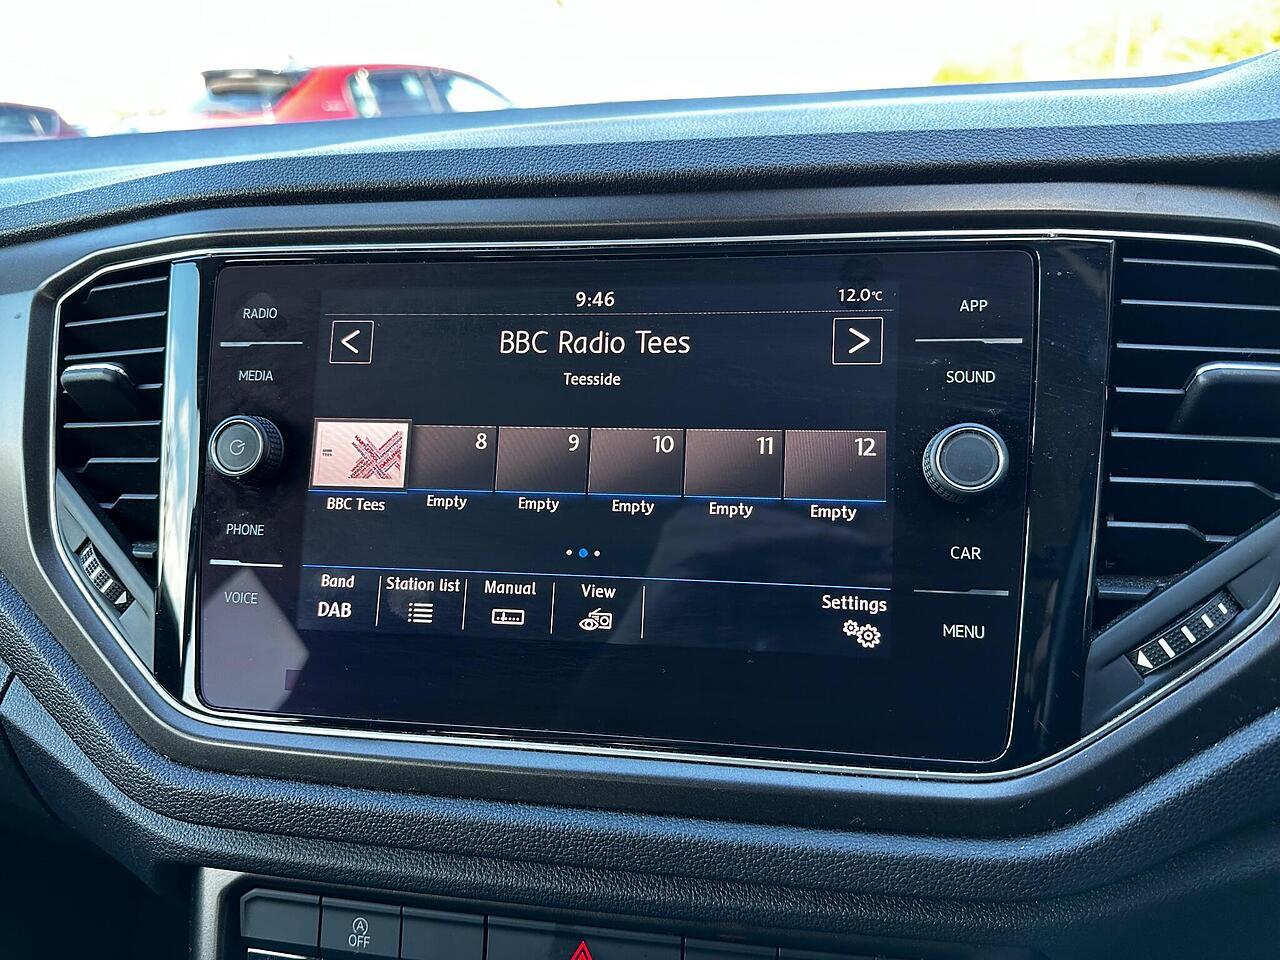 RADIO
MEDIA
PHONE
VOICE
9:46
12.0°C
<
BBC Radio Tees
>
Teesside
8
9
10
11
12
BBC Tees
Empty
Empty
Empty
Empty
Empty
Band
DAB
Station list
Manual
View
Settings
APP
SOUND
CAR
MENU
A
OFF